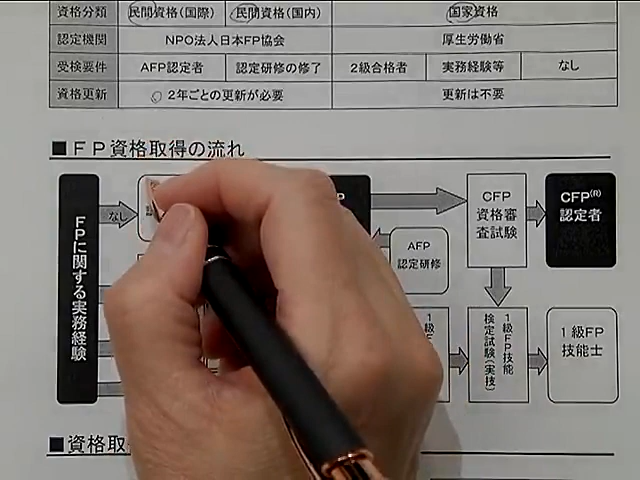 資格分類 民間資格(国際) 民間資格(国内) 国家資格
認定機関 NPO法人日本FP協会 厚生労働省
受検要件 AFP認定者 認定研修の修了 2級合格者 実務経験等 なし
資格更新 2年ごとの更新が必要 更新は不要
■FP資格取得の流れ
FPに関する実務経験
なし
P
AFP
認定研修
CFP
資格審
査試験
CFP(R)
認定者
1級F
1級FP技能
検定試験(実技)
1級FP
技能士
■資格取